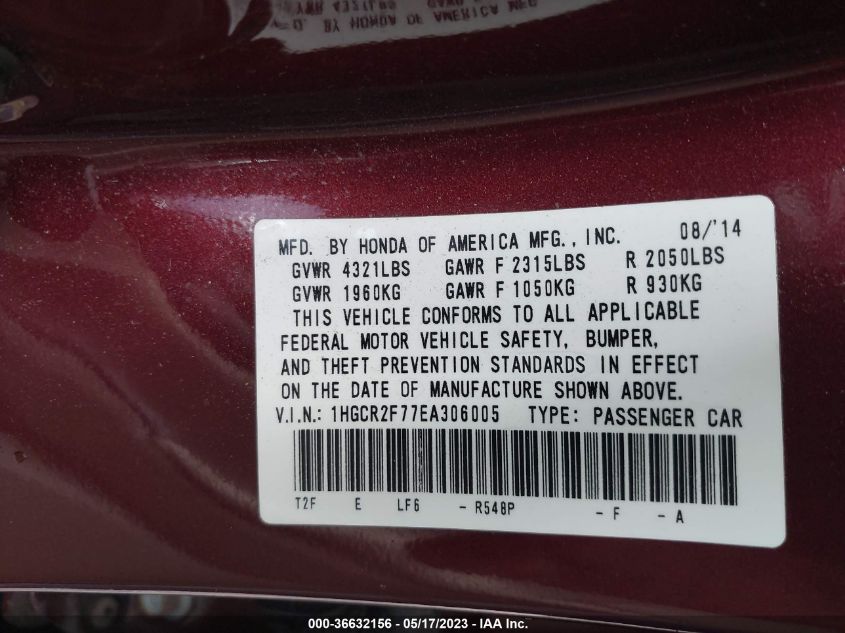 MFD. BY HONDA OF AMERICA MFG., INC. 08/'14
GVWR 4321LBS GAWR F 2315LBS R 2050LBS
GVWR 1960KG GAWR F 1050KG R 930KG
THIS VEHICLE CONFORMS TO ALL APPLICABLE
FEDERAL MOTOR VEHICLE SAFETY, BUMPER,
AND THEFT PREVENTION STANDARDS IN EFFECT
ON THE DATE OF MANUFACTURE SHOWN ABOVE.
V.I.N.: 1HGCR2F77EA306005 TYPE: PASSENGER CAR
T2F E LF6 - R548P - F - A
000-36632156 - 05/17/2023 - IAA Inc.